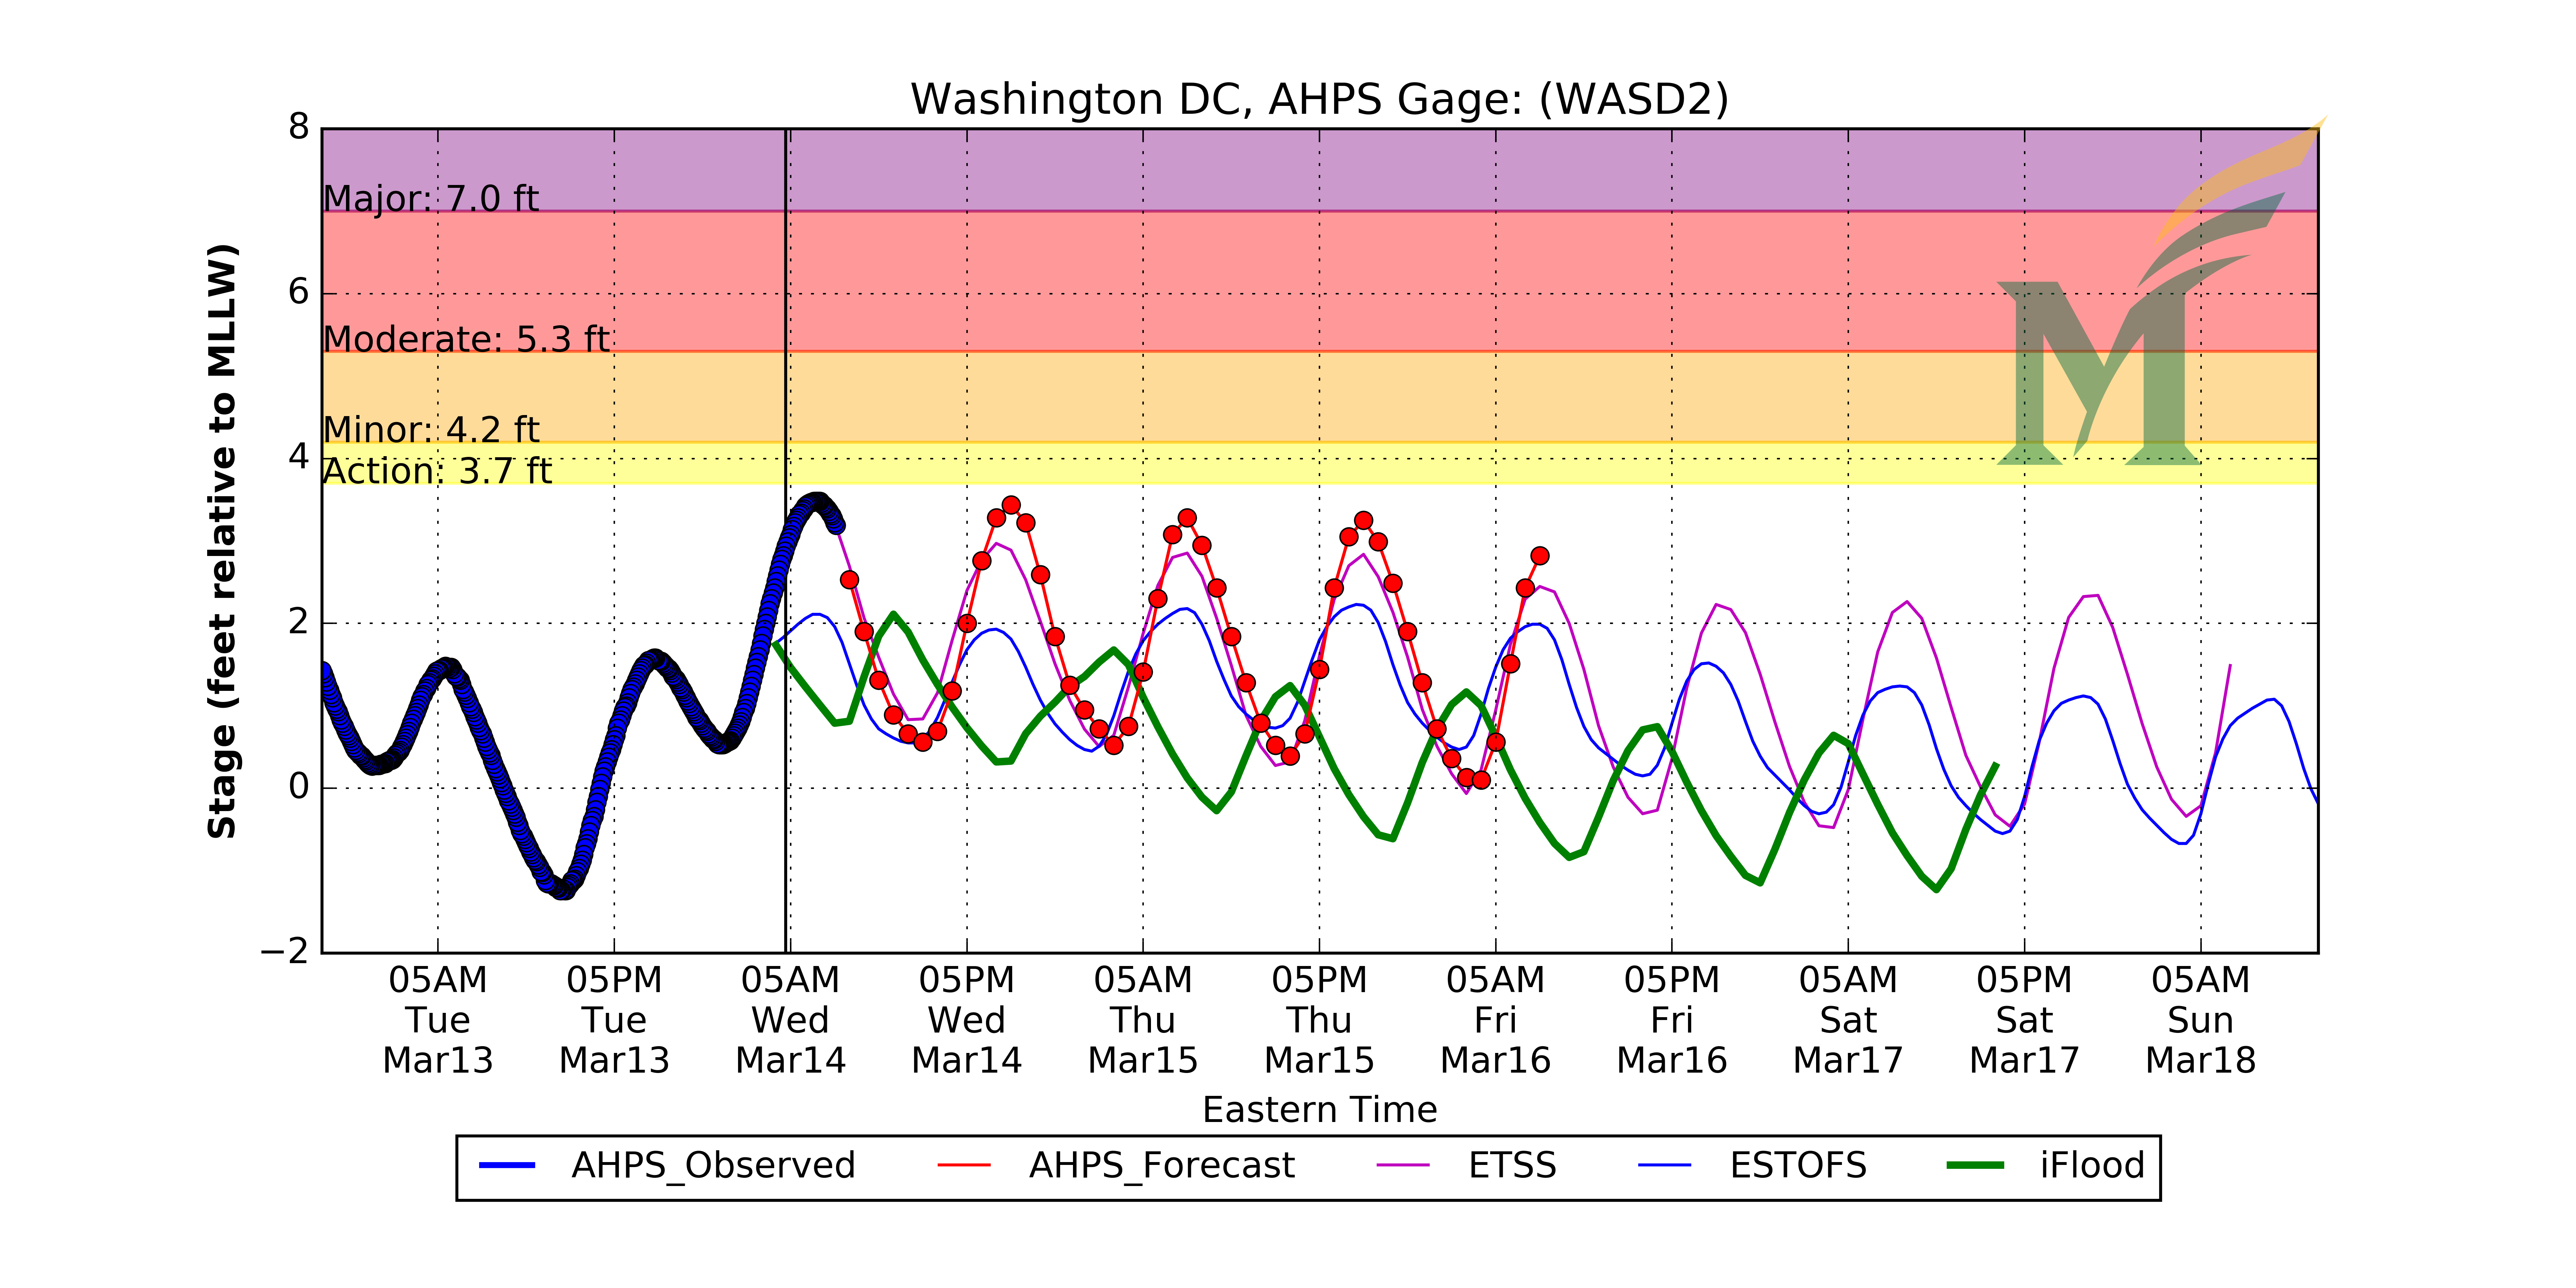 Washington DC, AHPS Gage: (WASD2)
8
Major: 7.0 ft
6
Moderate: 5.3 ft
Minor: 4.2 ft
4
Action: 3.7 ft
2
0
−2
Stage (feet relative to MLLW)
M
05AM 05PM 05AM 05PM 05AM 05PM 05AM 05PM 05AM 05PM 05AM
Tue Tue Wed Wed Thu Thu Fri Fri Sat Sat Sun
Mar13 Mar13 Mar14 Mar14 Mar15 Mar15 Mar16 Mar16 Mar17 Mar17 Mar18
Eastern Time
AHPS_Observed AHPS_Forecast ETSS ESTOFS iFlood